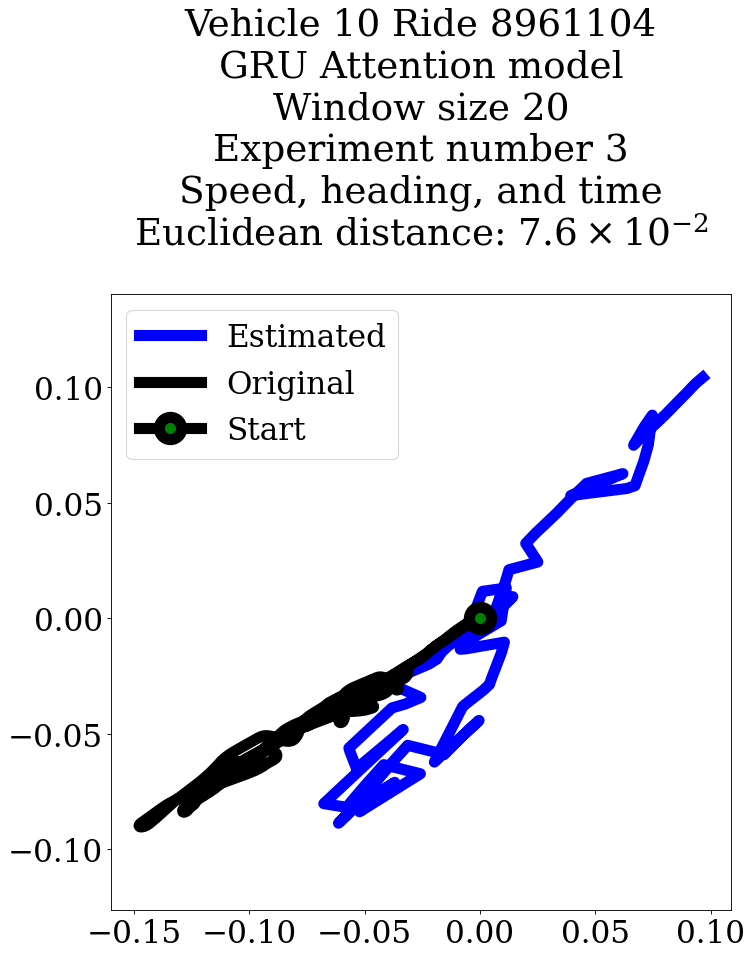 Vehicle 10 Ride 8961104
GRU Attention model
Window size 20
Experiment number 3
Speed, heading, and time
Euclidean distance: 7.6 × 10⁻²
Estimated
Original
Start
0.10
0.05
0.00
−0.05
−0.10
−0.15 −0.10 −0.05 0.00 0.05 0.10